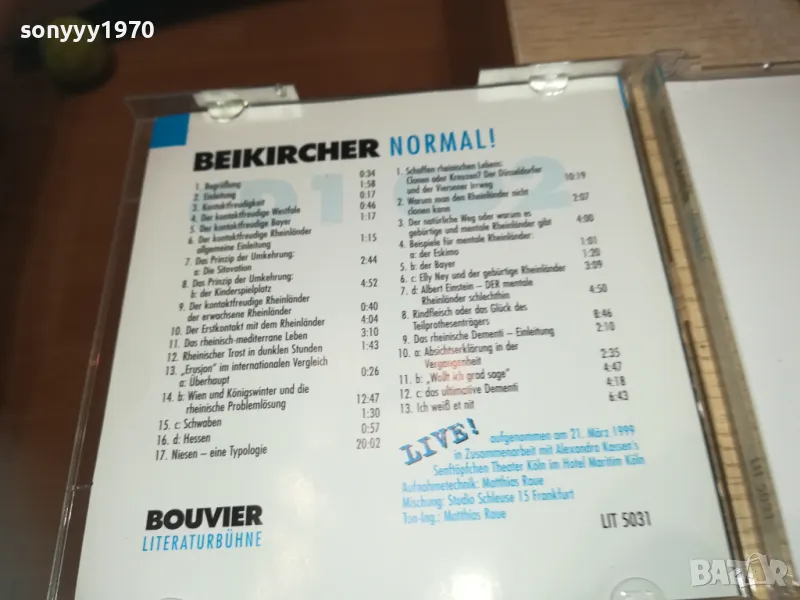 sonyyy1970
BEIKIRCHER NORMAL!
1. Begrüßung 0:34
2. Einleitung 1:58
3. Kontaktfreudigkeit 0:17
4. Der kontaktfreudige Westfale 0:46
5. Der kontaktfreudige Bayer 1:17
6. Der kontaktfreudige Rheinländer
allgemeine Einleitung 1:15
7. Das Prinzip der Umkehrung:
a: Die Sitavation 2:44
8. Das Prinzip der Umkehrung:
b: der Kinderspielplatz 4:52
9. Der kontaktfreudige Rheinländer
der erwachsene Rheinländer 0:40
10. Der Erstkontakt mit dem Rheinländer 4:04
11. Das rheinisch-mediterrane Leben 3:10
12. Rheinischer Trost in dunklen Stunden 1:43
13. „Erusjon" im internationalen Vergleich
a: Überhaupt 0:26
14. b: Wien und Königswinter und die
rheinische Problemlösung 12:47
15. c: Schwaben 1:30
16. d: Hessen 0:57
17. Niesen – eine Typologie 20:02
1. Schaffen rheinischen Lebens:
Clonen oder Kreuzen? Der Düsseldorfer
und der Viersener Irrweg 10:19
2. Warum man den Rheinländer nicht
clonen kann 2:07
3. Der natürliche Weg oder warum es
gebürtige und mentale Rheinländer gibt 4:00
4. Beispiele für mentale Rheinländer:
a: der Eskimo 1:01
5. b: der Bayer 1:20
6. c: Elly Ney und der gebürtige Rheinländer 3:09
7. d: Albert Einstein – DER mentale
Rheinländer schlechthin 4:50
8. Rindfleisch oder das Glück des
Teilprothesenträgers 8:46
9. Das rheinische Dementi – Einleitung 2:10
10. a: Absichtserklärung in der
Vergangenheit 2:35
11. b: „Wollt ich grad sage" 4:47
12. c: das ultimative Dementi 4:18
13. Ich weiß et nit 6:43
LIVE!
aufgenommen am 21. März 1999
in Zusammenarbeit mit Alexandra Kassen's
Senftöpfchen Theater Köln im Hotel Maritim Köln
Aufnahmetechnik: Matthias Raue
Mischung: Studio Schleuse 15 Frankfurt
Ton-Ing.: Matthias Raue
BOUVIER
LITERATURBÜHNE
LIT 5031
LIT 5031
BAZAR.bg